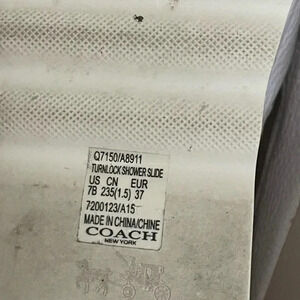 Q7150/A8911
TURNLOCK SHOWER SLIDE
US CN EUR
7B 235(1.5) 37
7200123/A15
MADE IN CHINA/CHINE
COACH
NEW YORK